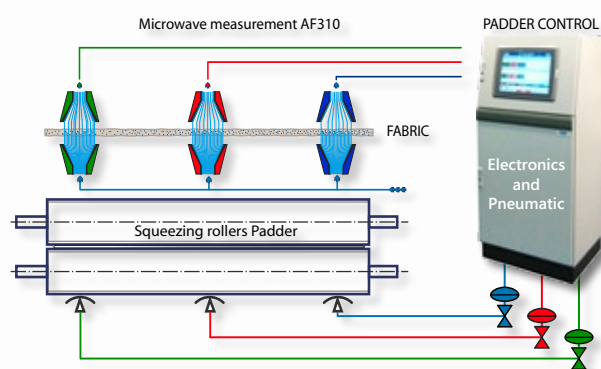 Microwave measurement AF310
PADDER CONTROL
FABRIC
Electronics
and
Pneumatic
Squeezing rollers Padder